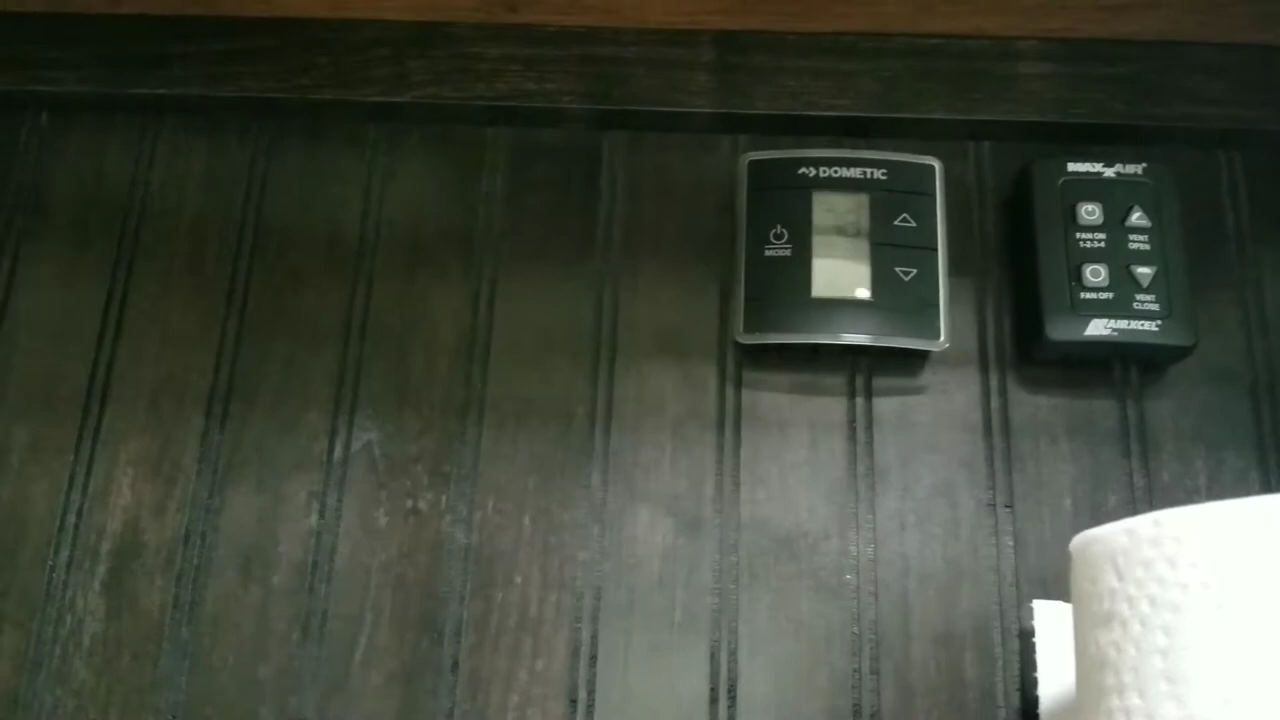 DOMETIC
MODE
MAXXAIR®
FAN ON
1-2-3-4
VENT
OPEN
FAN OFF
VENT
CLOSE
AIRXCEL®